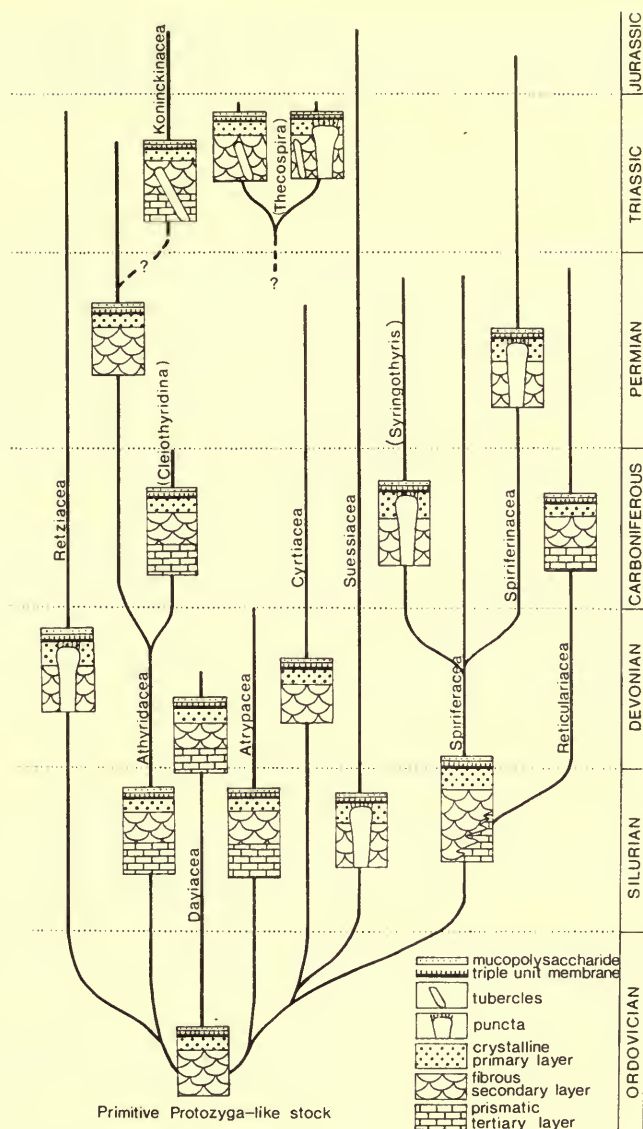 JURASSIC
TRIASSIC
PERMIAN
CARBONIFEROUS
DEVONIAN
SILURIAN
ORDOVICIAN
Koninckinacea
(Thecospira)
?
?
(Cleiothyridina)
(Syringothyris)
Retziacea
Cyrtiacea
Suessiacea
Spiriferinacea
Athyridacea
Atrypacea
Spiriferacea
Reticulariacea
Dayiacea
Primitive Protozyga-like stock
mucopolysaccharide
triple unit membrane
tubercles
puncta
crystalline
primary layer
fibrous
secondary layer
prismatic
tertiary layer